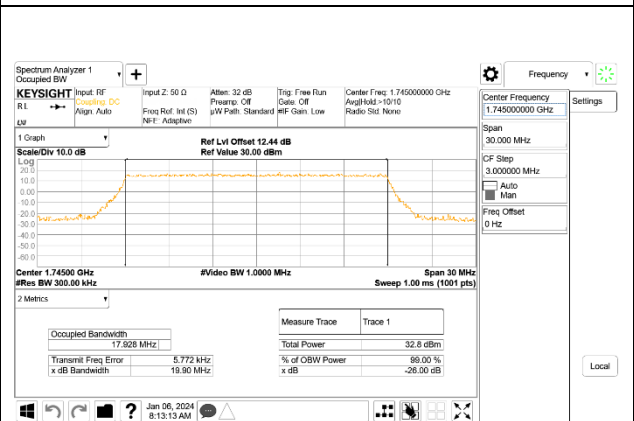 Spectrum Analyzer 1
Occupied BW
Frequency
KEYSIGHT
RL
Input: RF
Coupling: DC
Align: Auto
Input Z: 50 Ω
Freq Ref: Int (S)
NFE: Adaptive
Atten: 32 dB
Preamp: Off
µW Path: Standard
Trig: Free Run
Gate: Off
#IF Gain: Low
Center Freq: 1.745000000 GHz
Avg|Hold:>10/10
Radio Std: None
Center Frequency
1.745000000 GHz
Settings
Span
30.000 MHz
CF Step
3.000000 MHz
Auto
Man
Freq Offset
0 Hz
1 Graph
Scale/Div 10.0 dB
Ref Lvl Offset 12.44 dB
Ref Value 30.00 dBm
Log
20.0
10.0
0.00
-10.0
-20.0
-30.0
-40.0
-50.0
-60.0
Center 1.74500 GHz
#Video BW 1.0000 MHz
Span 30 MHz
#Res BW 300.00 kHz
Sweep 1.00 ms (1001 pts)
2 Metrics
Occupied Bandwidth
17.928 MHz
Transmit Freq Error 5.772 kHz
x dB Bandwidth 19.90 MHz
Measure Trace Trace 1
Total Power 32.8 dBm
% of OBW Power 99.00 %
x dB -26.00 dB
Local
Jan 06, 2024
8:13:13 AM